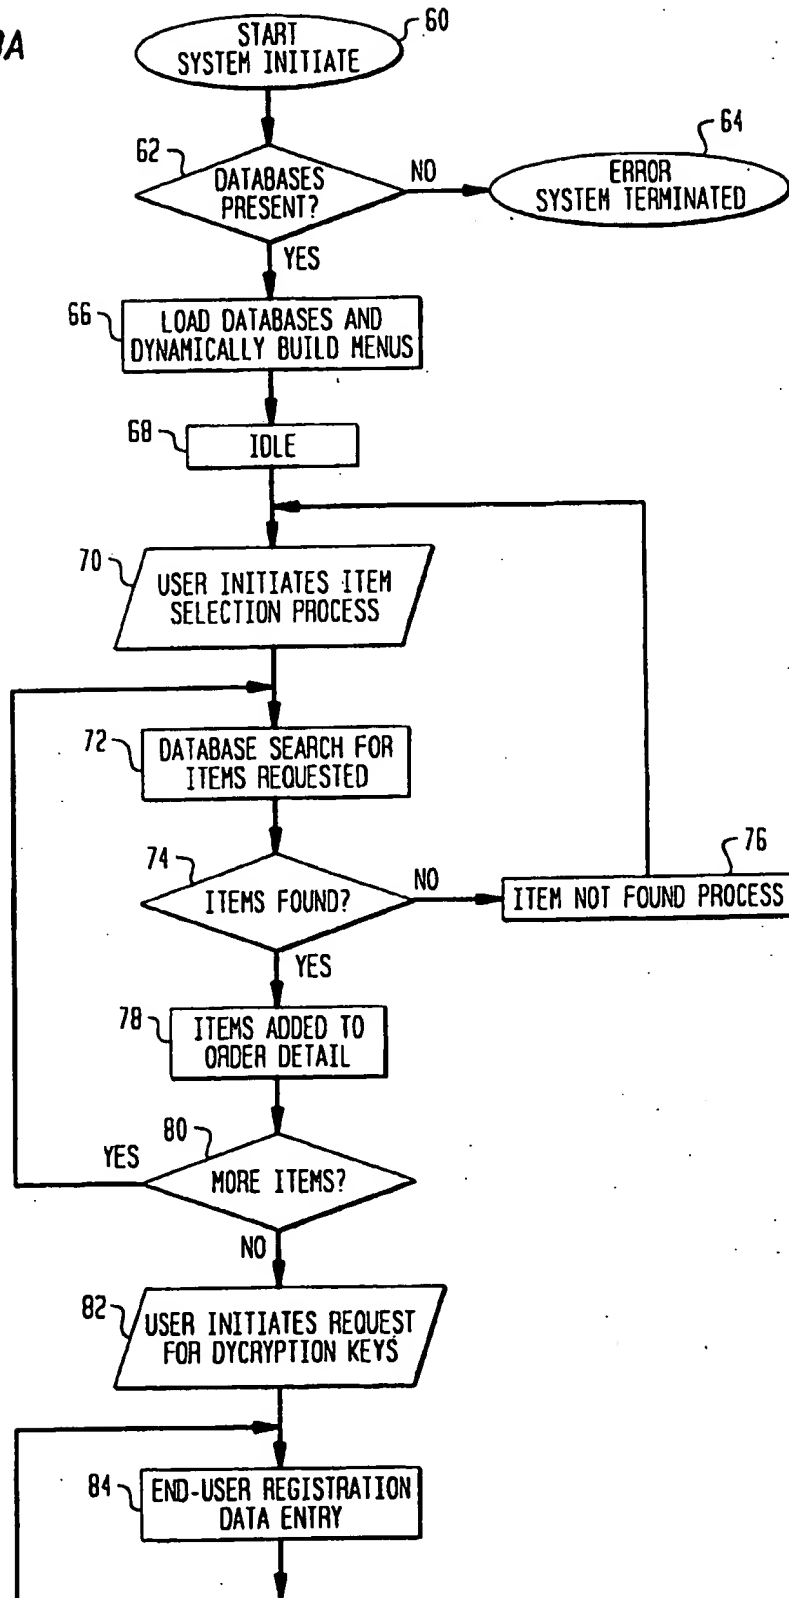 START
SYSTEM INITIATE
60
62
DATABASES
PRESENT?
NO
64
ERROR
SYSTEM TERMINATED
YES
66
LOAD DATABASES AND
DYNAMICALLY BUILD MENUS
68
IDLE
70
USER INITIATES ITEM
SELECTION PROCESS
72
DATABASE SEARCH FOR
ITEMS REQUESTED
74
ITEMS FOUND?
NO
76
ITEM NOT FOUND PROCESS
YES
78
ITEMS ADDED TO
ORDER DETAIL
80
YES
MORE ITEMS?
NO
82
USER INITIATES REQUEST
FOR DYCRYPTION KEYS
84
END-USER REGISTRATION
DATA ENTRY